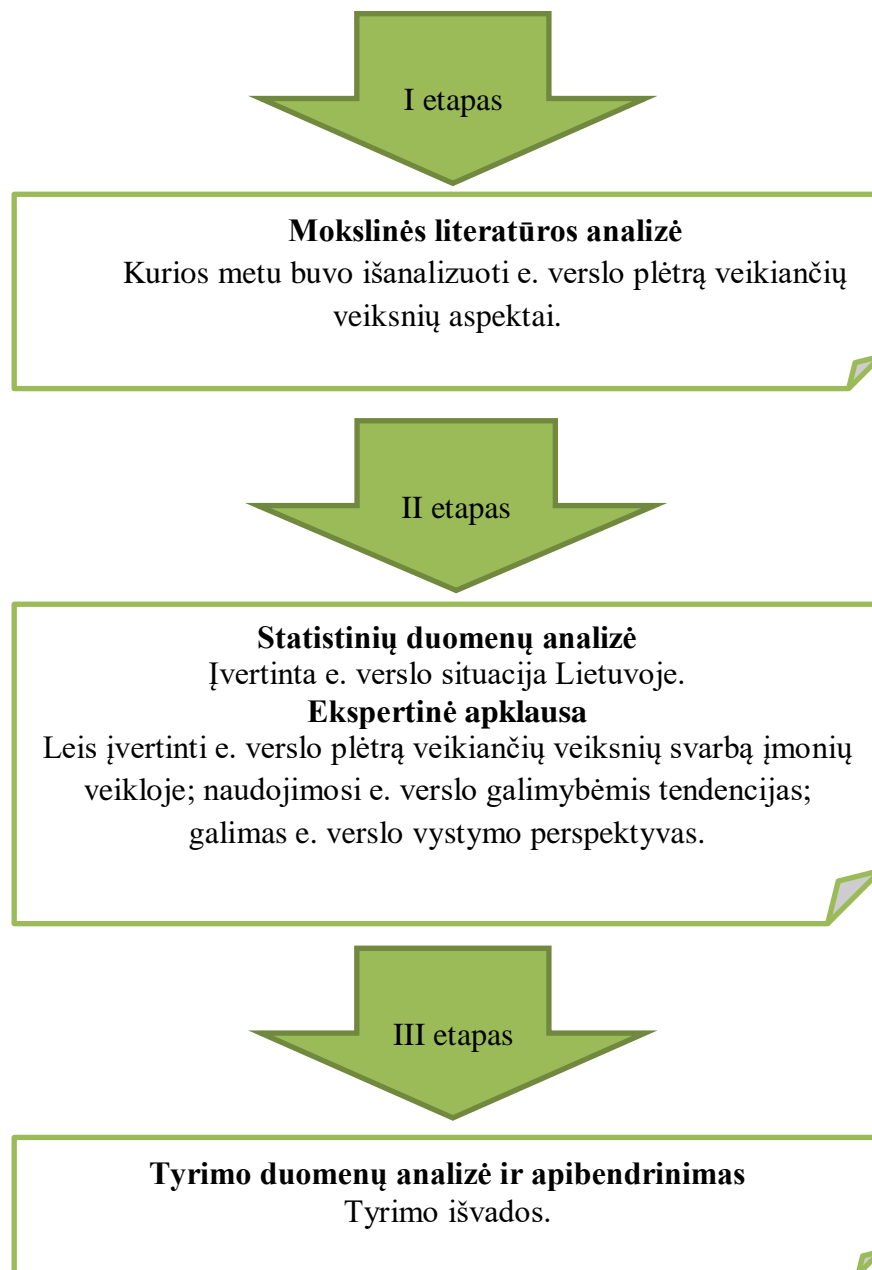 I etapas
Mokslinės literatūros analizė
Kurios metu buvo išanalizuoti e. verslo plėtrą veikiančių
veiksnių aspektai.
II etapas
Statistinių duomenų analizė
Įvertinta e. verslo situacija Lietuvoje.
Ekspertinė apklausa
Leis įvertinti e. verslo plėtrą veikiančių veiksnių svarbą įmonių
veikloje; naudojimosi e. verslo galimybėmis tendencijas;
galimas e. verslo vystymo perspektyvas.
III etapas
Tyrimo duomenų analizė ir apibendrinimas
Tyrimo išvados.